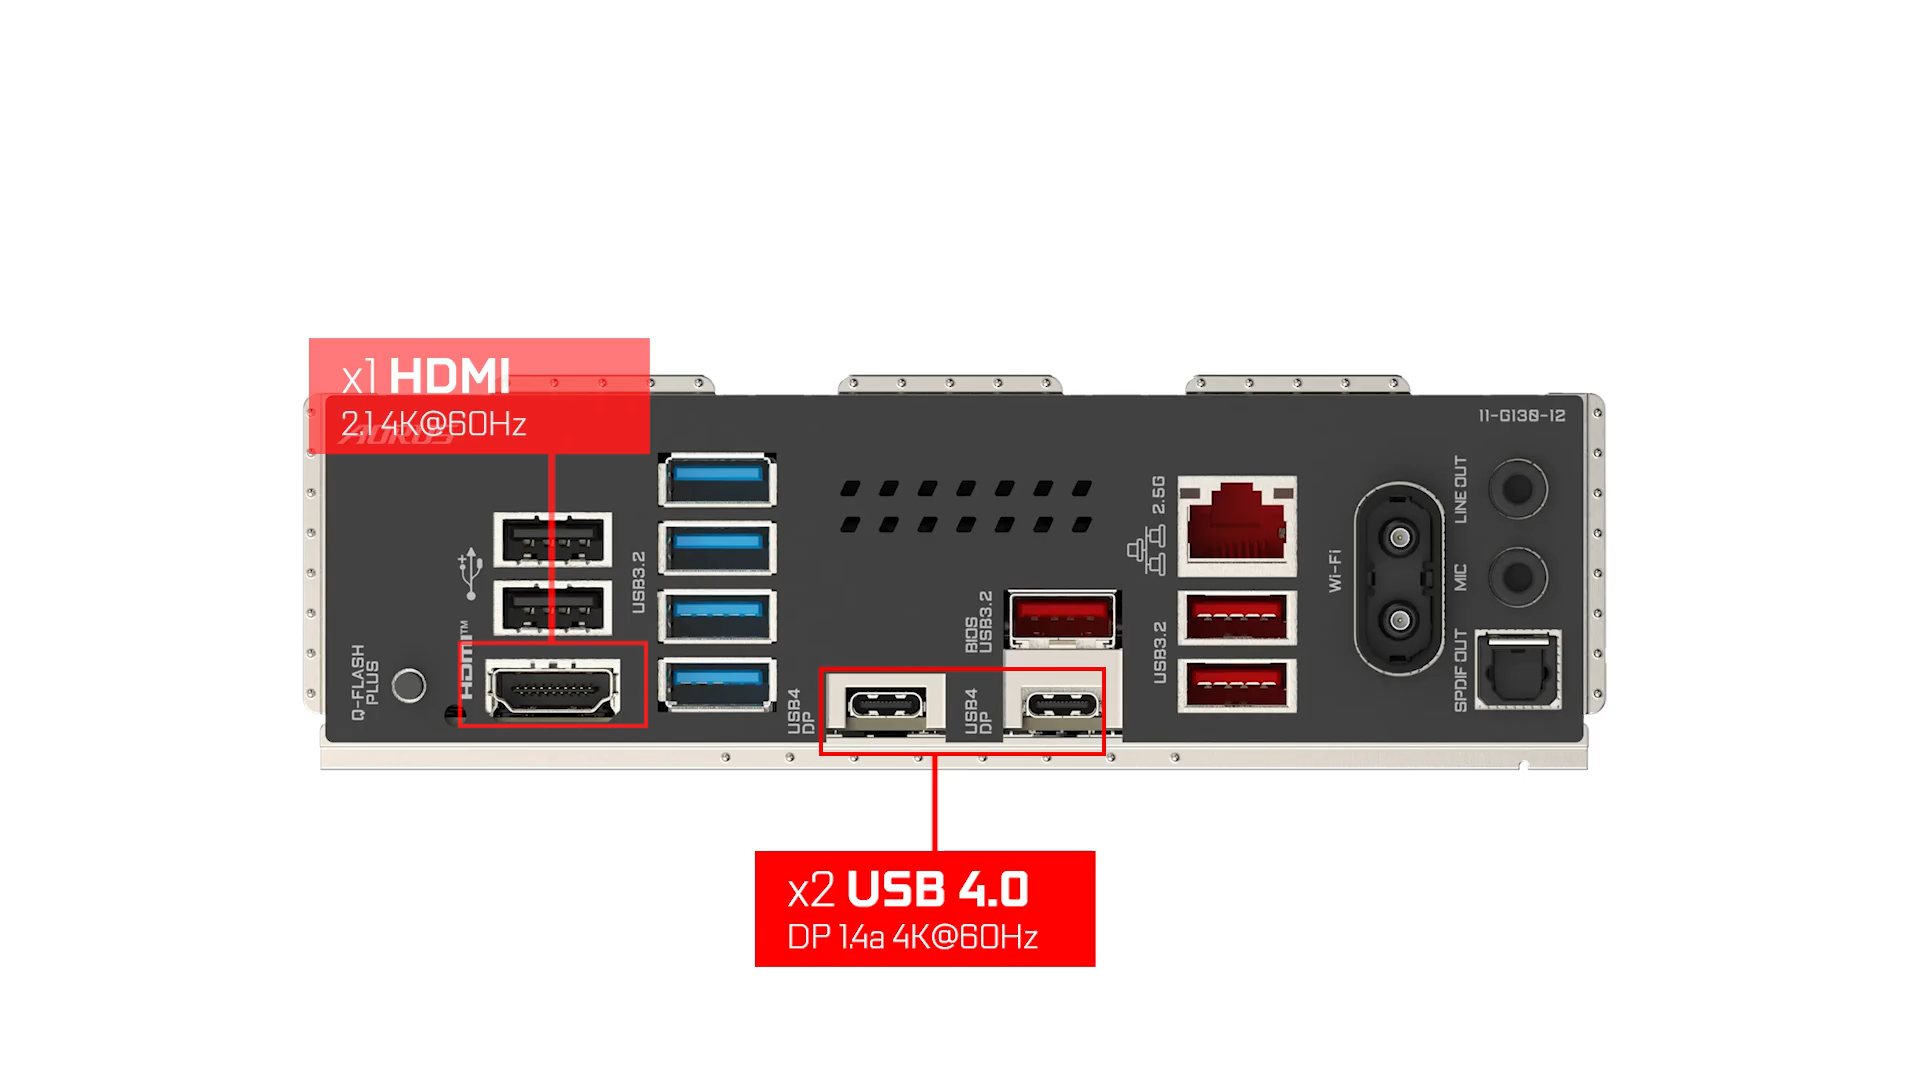 x1 HDMI
2.1 4K@60Hz
AORUS
11-G130-12
Q-FLASH
PLUS
HDMI™
USB3.2
USB4
DP
USB4
DP
BIOS
USB3.2
2.5G
USB3.2
Wi-Fi
LINE OUT
MIC
SPDIF OUT
x2 USB 4.0
DP 1.4a 4K@60Hz